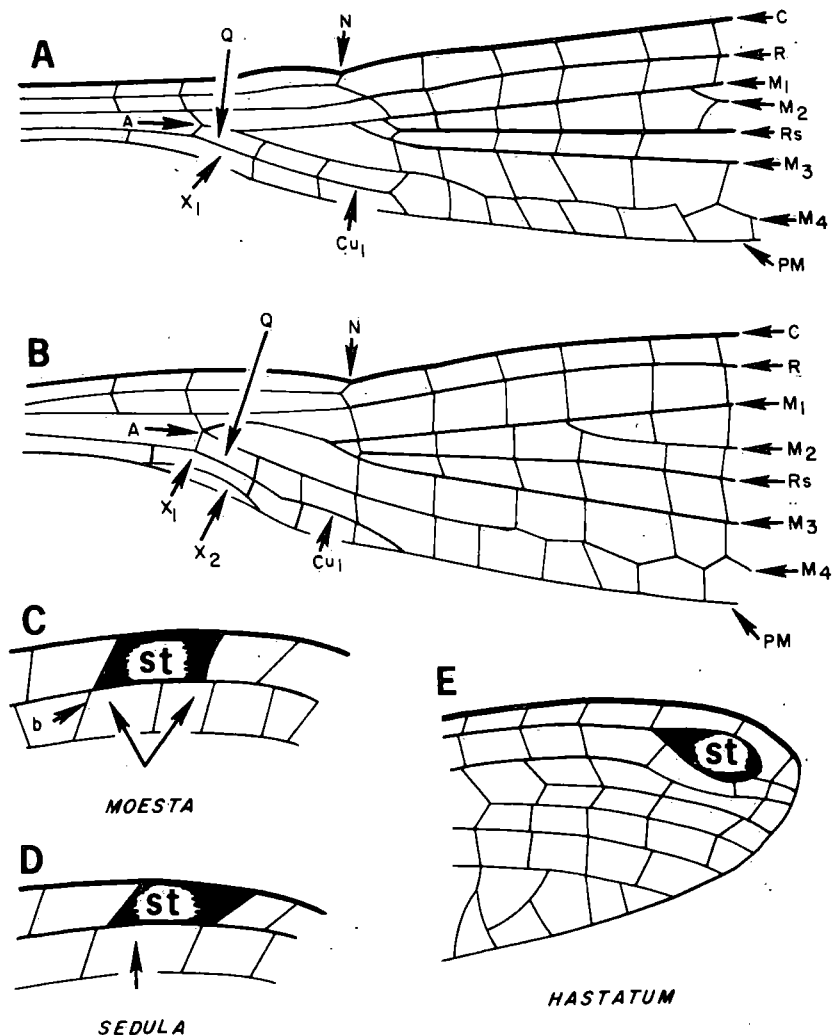 A
Q
N
C
R
M1
M2
Rs
M3
M4
PM
A
X1
Cu1
B
Q
N
C
R
M1
M2
Rs
M3
M4
PM
A
X1
X2
Cu1
C
st
b
MOESTA
D
st
SEDULA
E
st
HASTATUM